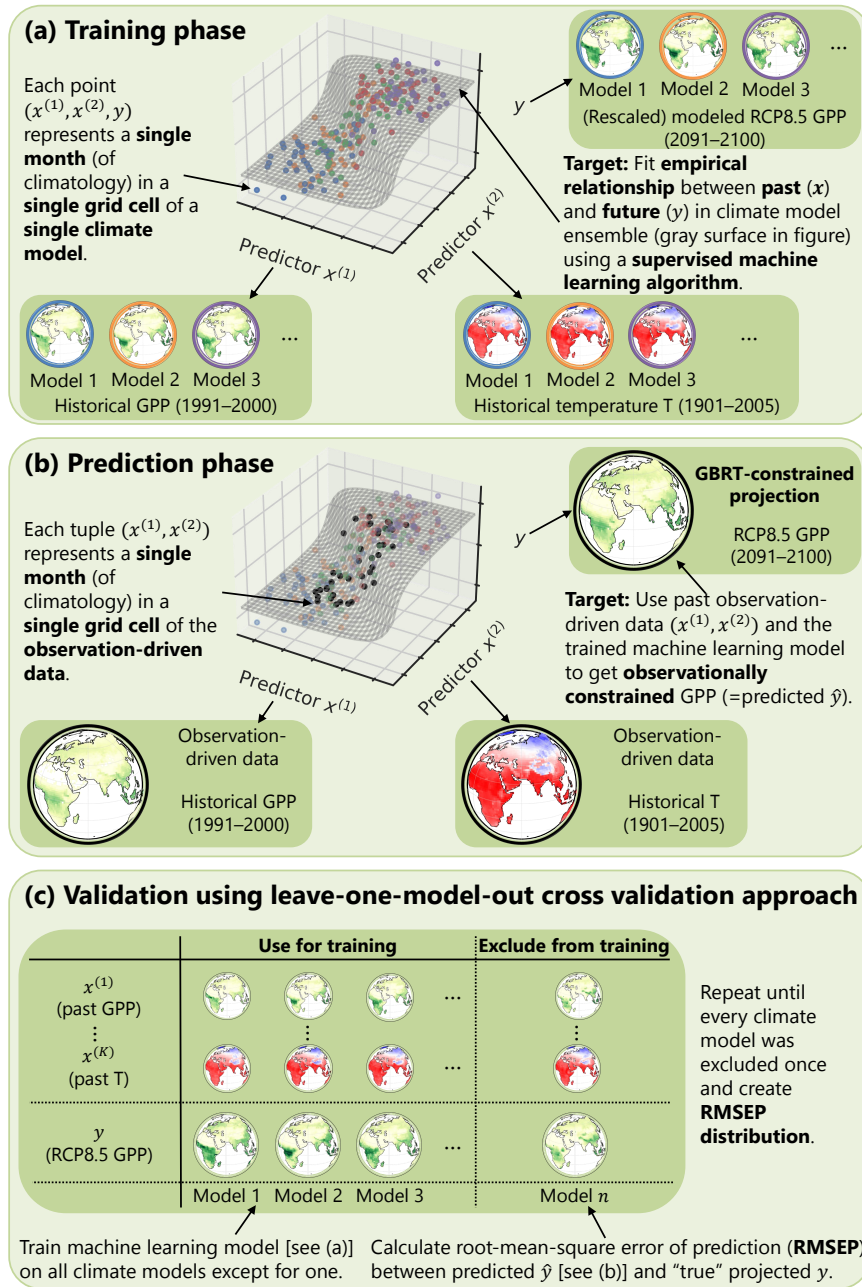 (a) Training phase
Each point
(x⁽¹⁾, x⁽²⁾, y)
represents a single
month (of
climatology) in a
single grid cell of a
single climate
model.
Predictor x⁽¹⁾
Predictor x⁽²⁾
y
Model 1 Model 2 Model 3 ...
(Rescaled) modeled RCP8.5 GPP
(2091–2100)
Target: Fit empirical
relationship between past (x)
and future (y) in climate model
ensemble (gray surface in figure)
using a supervised machine
learning algorithm.
Model 1 Model 2 Model 3 ...
Historical GPP (1991–2000)
Model 1 Model 2 Model 3 ...
Historical temperature T (1901–2005)
(b) Prediction phase
Each tuple (x⁽¹⁾, x⁽²⁾)
represents a single
month (of
climatology) in a
single grid cell of the
observation-driven
data.
Predictor x⁽¹⁾
Predictor x⁽²⁾
y
GBRT-constrained
projection
RCP8.5 GPP
(2091–2100)
Target: Use past observation-
driven data (x⁽¹⁾, x⁽²⁾) and the
trained machine learning model
to get observationally
constrained GPP (=predicted ŷ).
Observation-
driven data
Historical GPP
(1991–2000)
Observation-
driven data
Historical T
(1901–2005)
(c) Validation using leave-one-model-out cross validation approach
Use for training Exclude from training
x⁽¹⁾
(past GPP)
...
⋮ ⋮ ⋮
x⁽ᴷ⁾
(past T)
...
y
(RCP8.5 GPP)
...
Model 1 Model 2 Model 3 Model n
Repeat until
every climate
model was
excluded once
and create
RMSEP
distribution.
Train machine learning model [see (a)]
on all climate models except for one.
Calculate root-mean-square error of prediction (RMSEP)
between predicted ŷ [see (b)] and “true” projected y.